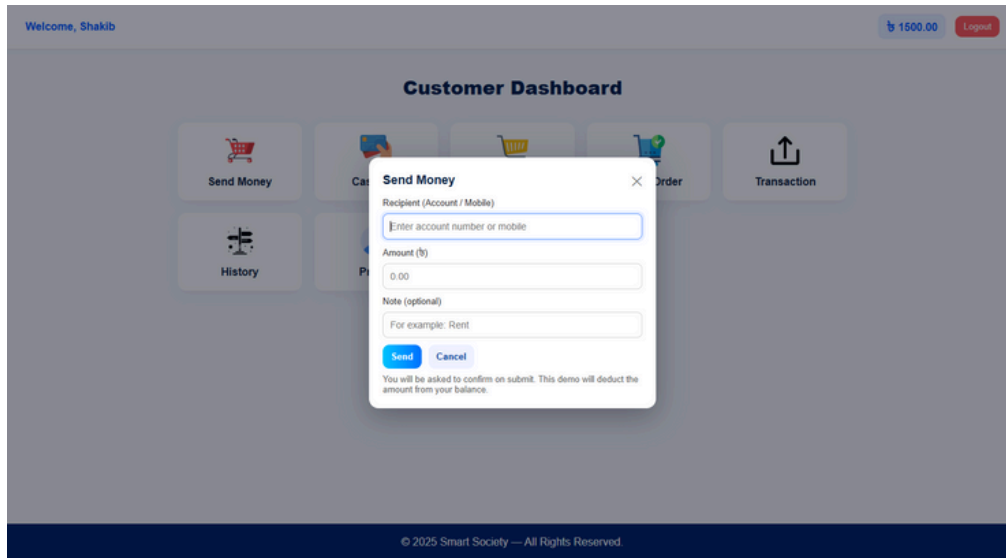 Welcome, Shakib
৳ 1500.00
Logout
Customer Dashboard
Send Money
Order
Transaction
History
Send Money
Recipient (Account / Mobile)
Enter account number or mobile
Amount (৳)
0.00
Note (optional)
For example: Rent
Send
Cancel
You will be asked to confirm on submit. This demo will deduct the
amount from your balance.
© 2025 Smart Society — All Rights Reserved.